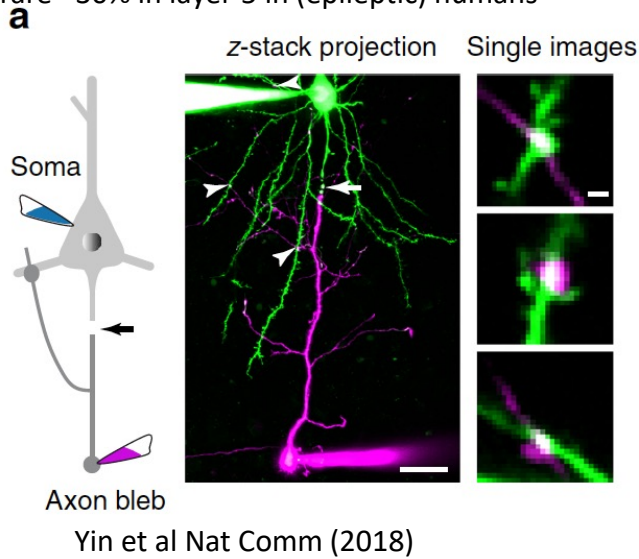 a
z-stack projection Single images
Soma
Axon bleb
Yin et al Nat Comm (2018)